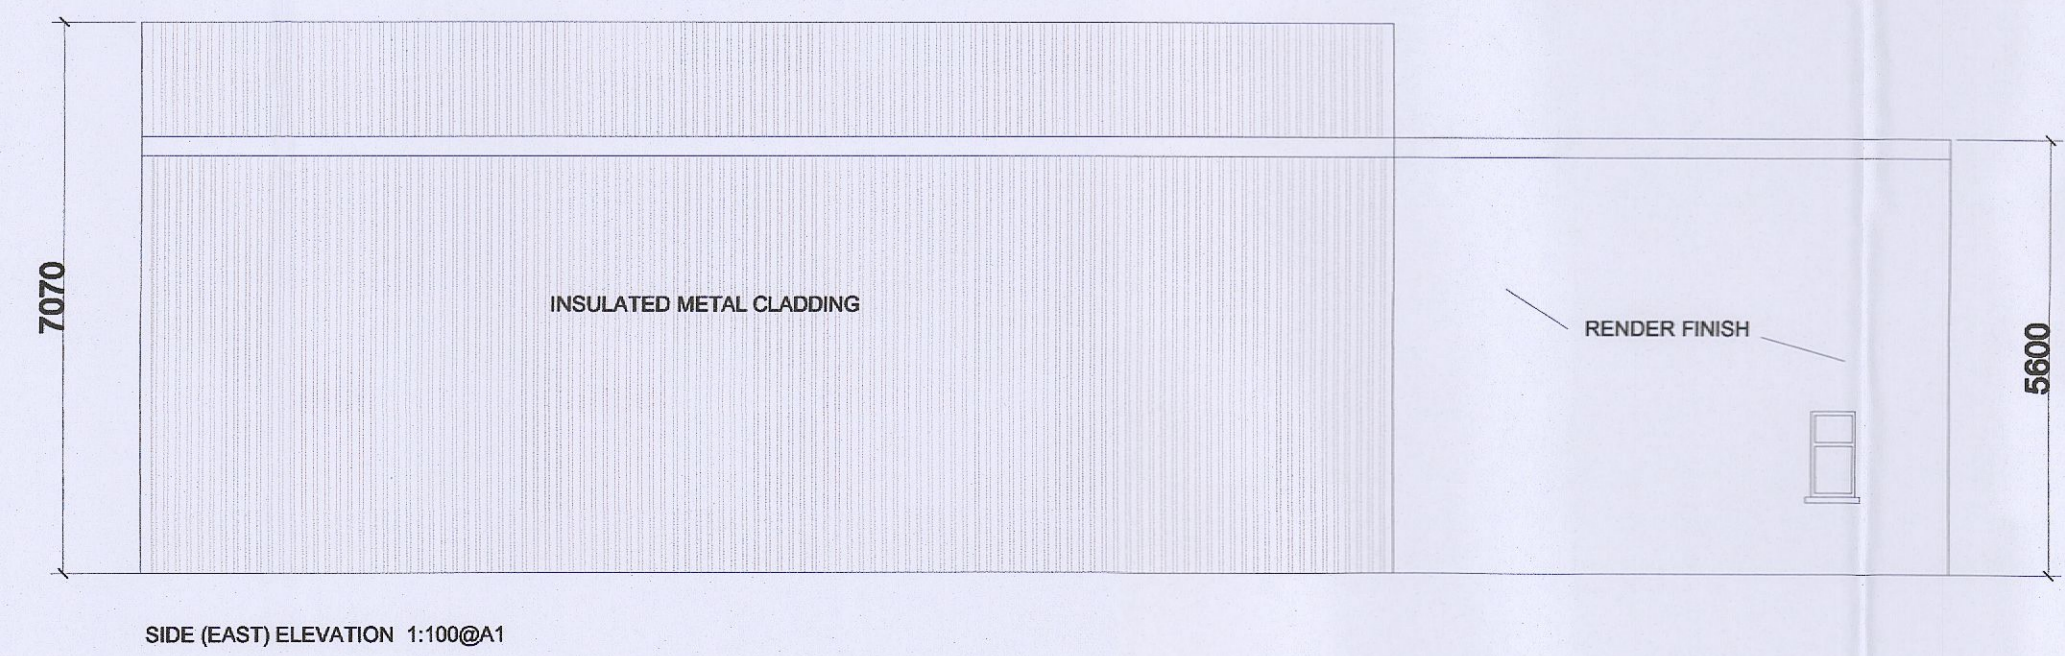 7070
INSULATED METAL CLADDING
RENDER FINISH
5600
SIDE (EAST) ELEVATION 1:100@A1